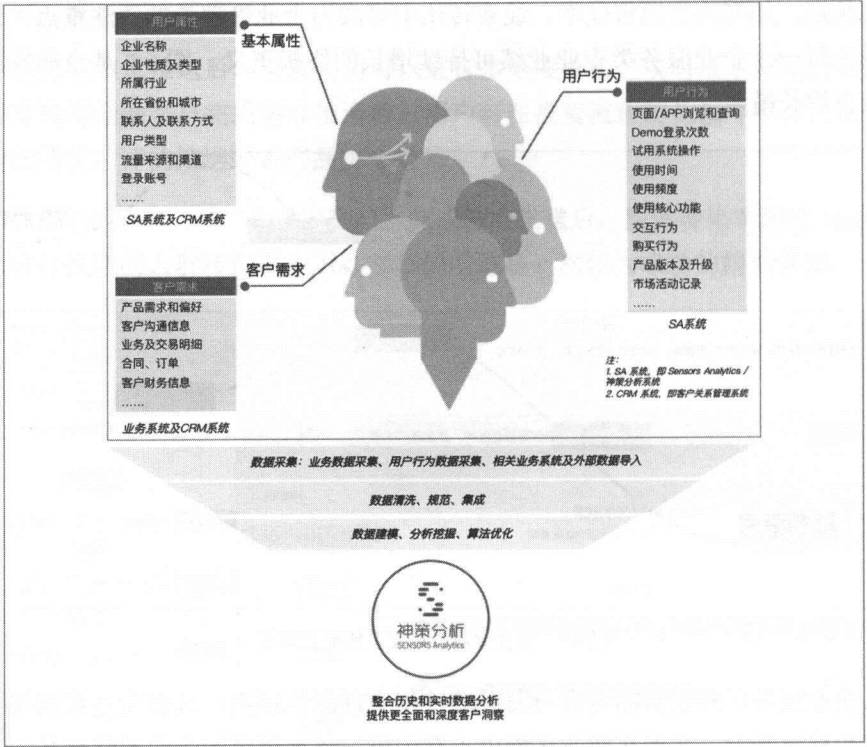 用户属性
基本属性
企业名称
企业性质及类型
所属行业
所在省份和城市
联系人及联系方式
用户类型
流量来源和渠道
登录账号
……
SA系统及CRM系统
用户行为
用户行为
页面/APP浏览和查询
Demo登录次数
试用系统操作
使用时间
使用频度
使用核心功能
交互行为
购买行为
产品版本及升级
市场活动记录
……
SA系统
客户需求
客户需求
产品需求和偏好
客户沟通信息
业务及交易明细
合同、订单
客户财务信息
……
业务系统及CRM系统
注：
1. SA 系统，即 Sensors Analytics /
神策分析系统
2. CRM 系统，即客户关系管理系统
数据采集：业务数据采集、用户行为数据采集、相关业务系统及外部数据导入
数据清洗、规范、集成
数据建模、分析挖掘、算法优化
神策分析
SENSORS Analytics
整合历史和实时数据分析
提供更全面和深度客户洞察